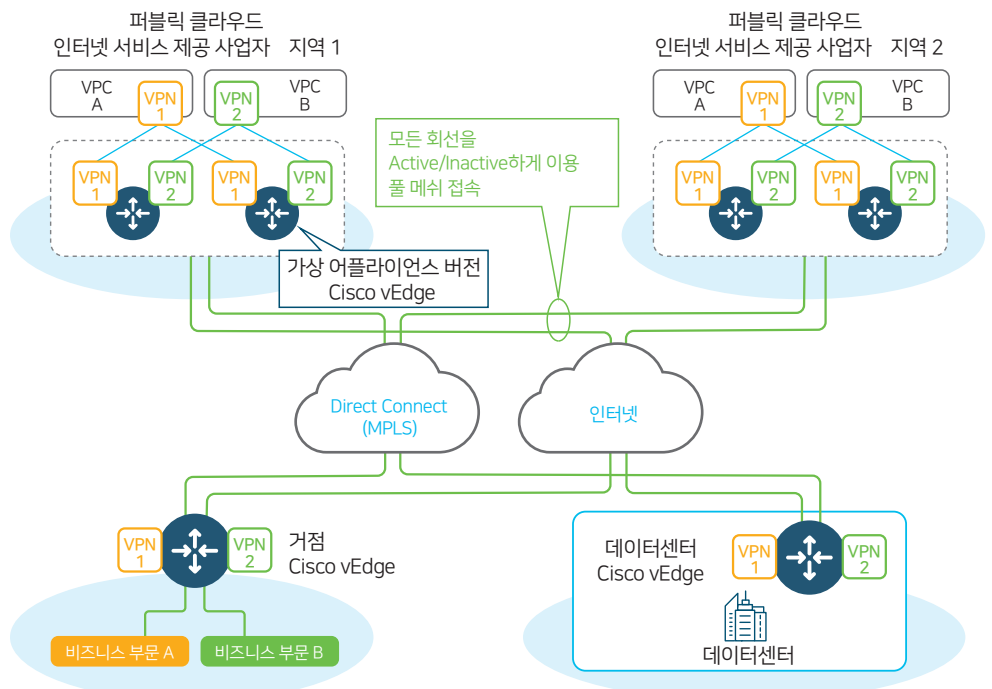 퍼블릭 클라우드
인터넷 서비스 제공 사업자 지역 1
VPC
A
VPN
1
VPN
2
VPC
B
VPN
1
VPN
2
VPN
1
VPN
2
가상 어플라이언스 버전
Cisco vEdge
모든 회선을
Active/Inactive하게 이용
풀 메쉬 접속
퍼블릭 클라우드
인터넷 서비스 제공 사업자 지역 2
VPC
A
VPN
1
VPN
2
VPC
B
VPN
1
VPN
2
VPN
1
VPN
2
Direct Connect
(MPLS)
인터넷
VPN
1
VPN
2
거점
Cisco vEdge
비즈니스 부문 A
비즈니스 부문 B
데이터센터
Cisco vEdge
VPN
1
VPN
2
데이터센터